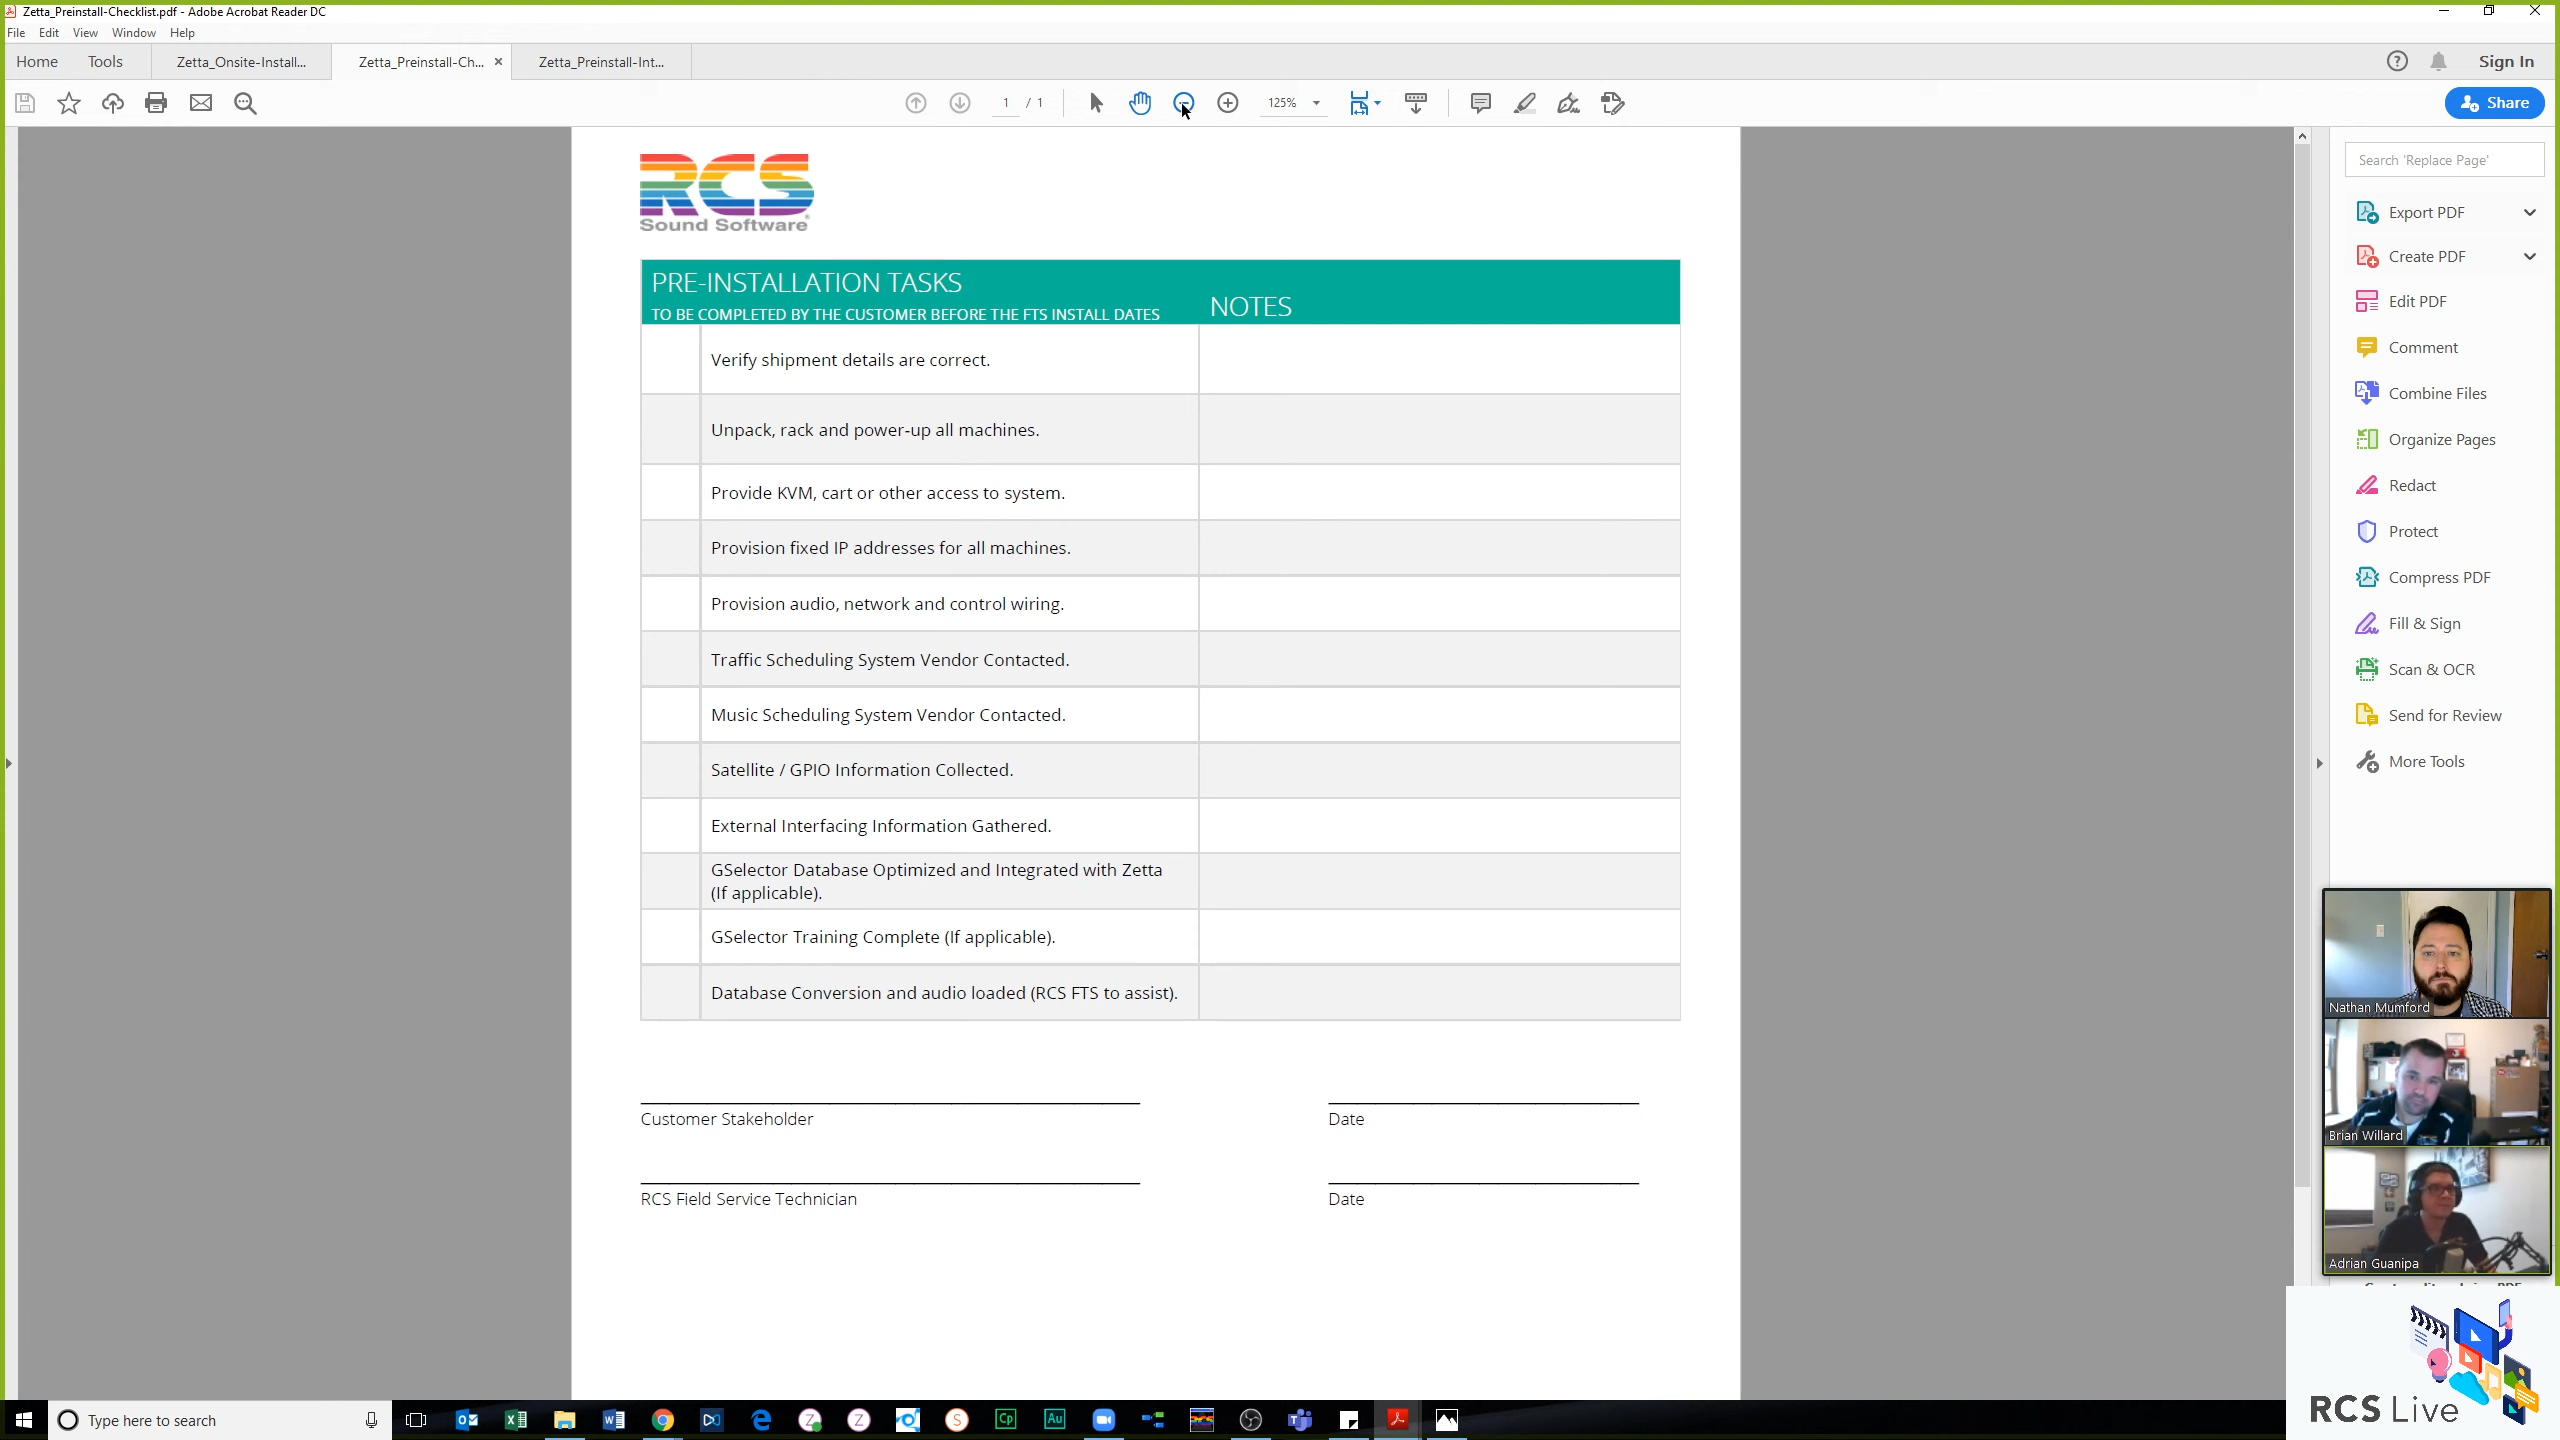 Zetta_Preinstall-Checklist.pdf - Adobe Acrobat Reader DC
File Edit View Window Help
Home Tools Zetta_Onsite-Install... Zetta_Preinstall-Ch... × Zetta_Preinstall-Int... Sign In
1 / 1 125% Share
Search 'Replace Page'
Export PDF
Create PDF
Edit PDF
Comment
Combine Files
Organize Pages
Redact
Protect
Compress PDF
Fill & Sign
Scan & OCR
Send for Review
More Tools
RCS
Sound Software
PRE-INSTALLATION TASKS
TO BE COMPLETED BY THE CUSTOMER BEFORE THE FTS INSTALL DATES
NOTES
Verify shipment details are correct.
Unpack, rack and power-up all machines.
Provide KVM, cart or other access to system.
Provision fixed IP addresses for all machines.
Provision audio, network and control wiring.
Traffic Scheduling System Vendor Contacted.
Music Scheduling System Vendor Contacted.
Satellite / GPIO Information Collected.
External Interfacing Information Gathered.
GSelector Database Optimized and Integrated with Zetta
(If applicable).
GSelector Training Complete (If applicable).
Database Conversion and audio loaded (RCS FTS to assist).
Customer Stakeholder Date
RCS Field Service Technician Date
Nathan Mumford
Brian Willard
Adrian Guanipa
RCS Live
Type here to search